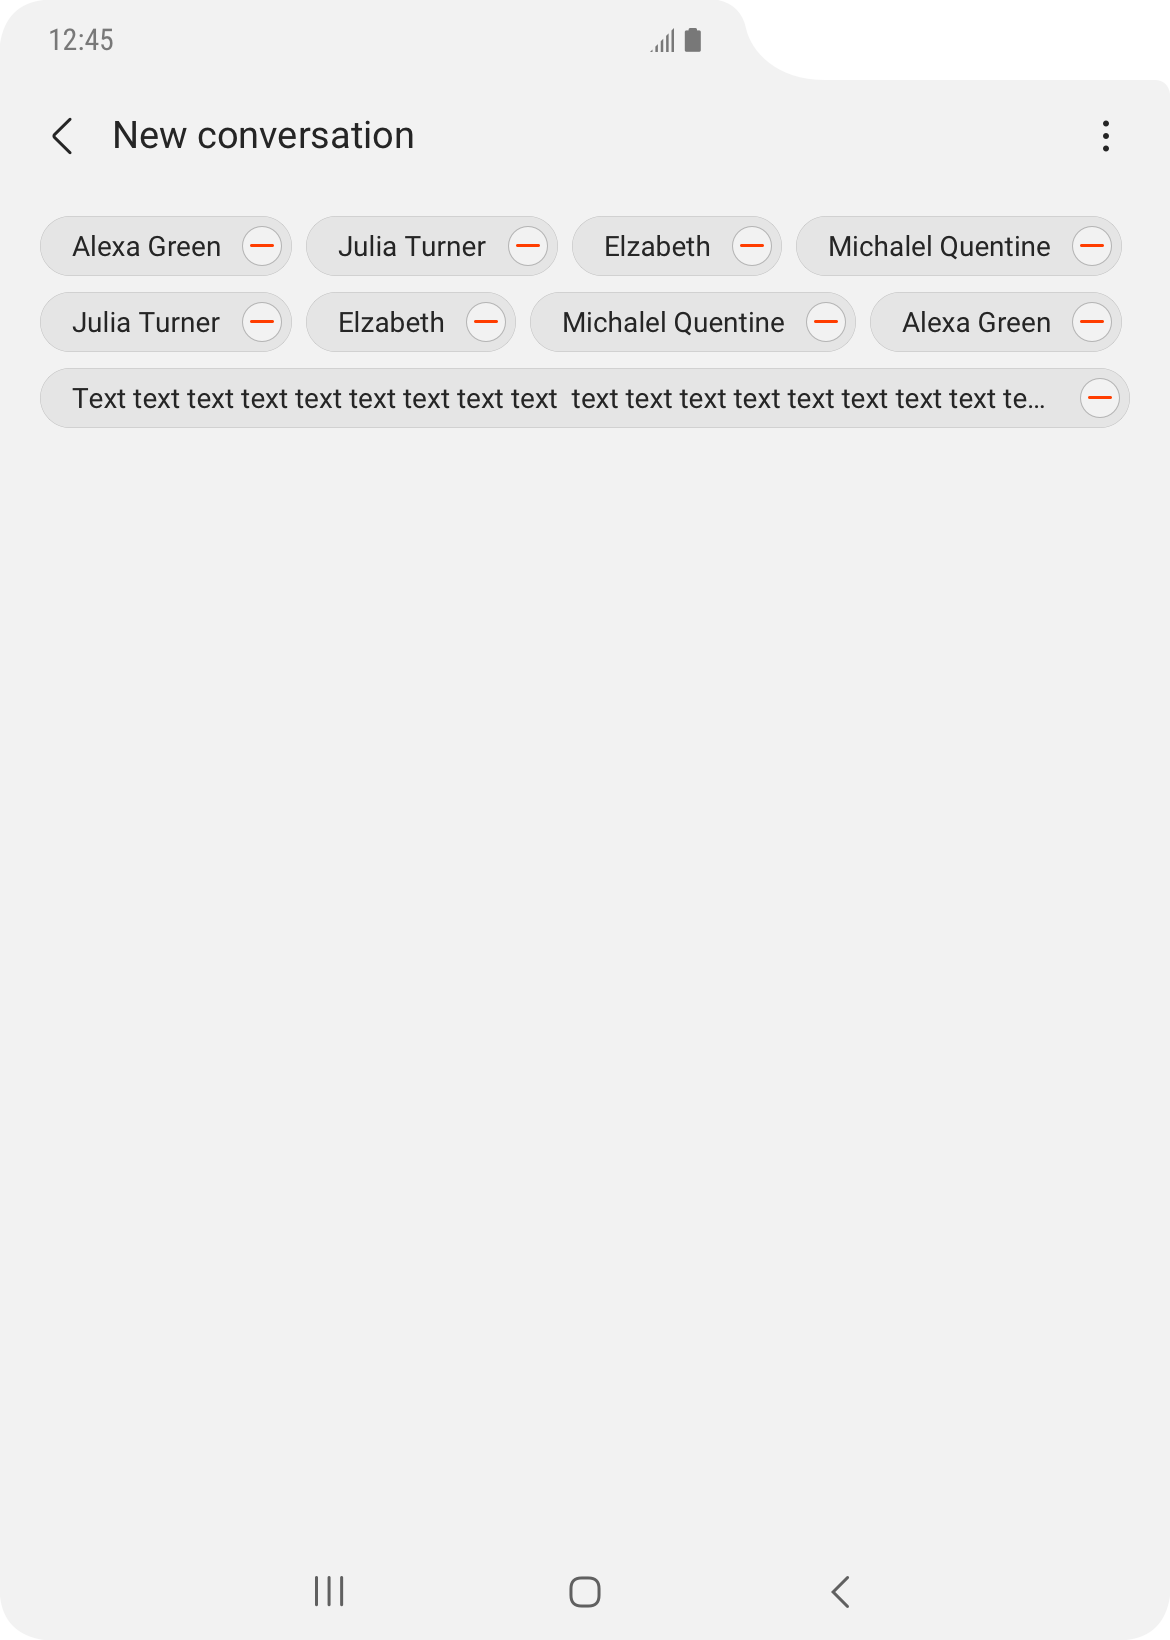 12:45
New conversation
Alexa Green Julia Turner Elzabeth Michalel Quentine
Julia Turner Elzabeth Michalel Quentine Alexa Green
Text text text text text text text text text  text text text text text text text text te...